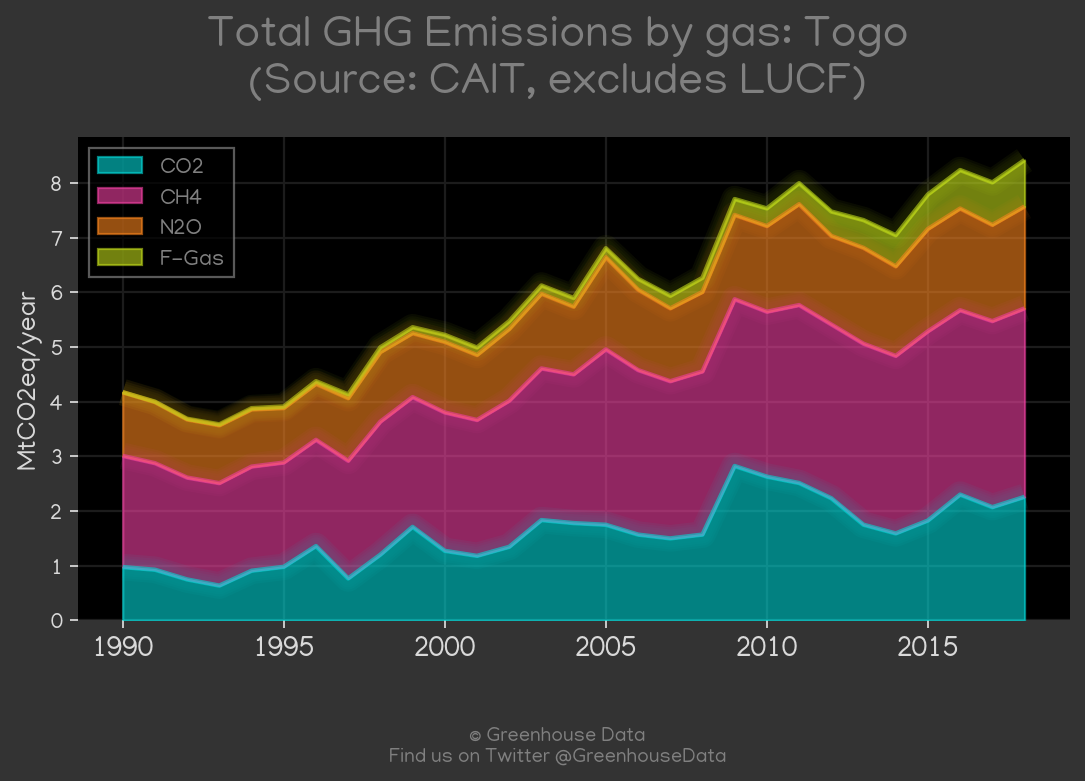 Total GHG Emissions by gas: Togo
(Source: CAIT, excludes LUCF)
CO2
CH4
N2O
F-Gas
MtCO2eq/year
8
7
6
5
4
3
2
1
0
1990 1995 2000 2005 2010 2015
© Greenhouse Data
Find us on Twitter @GreenhouseData